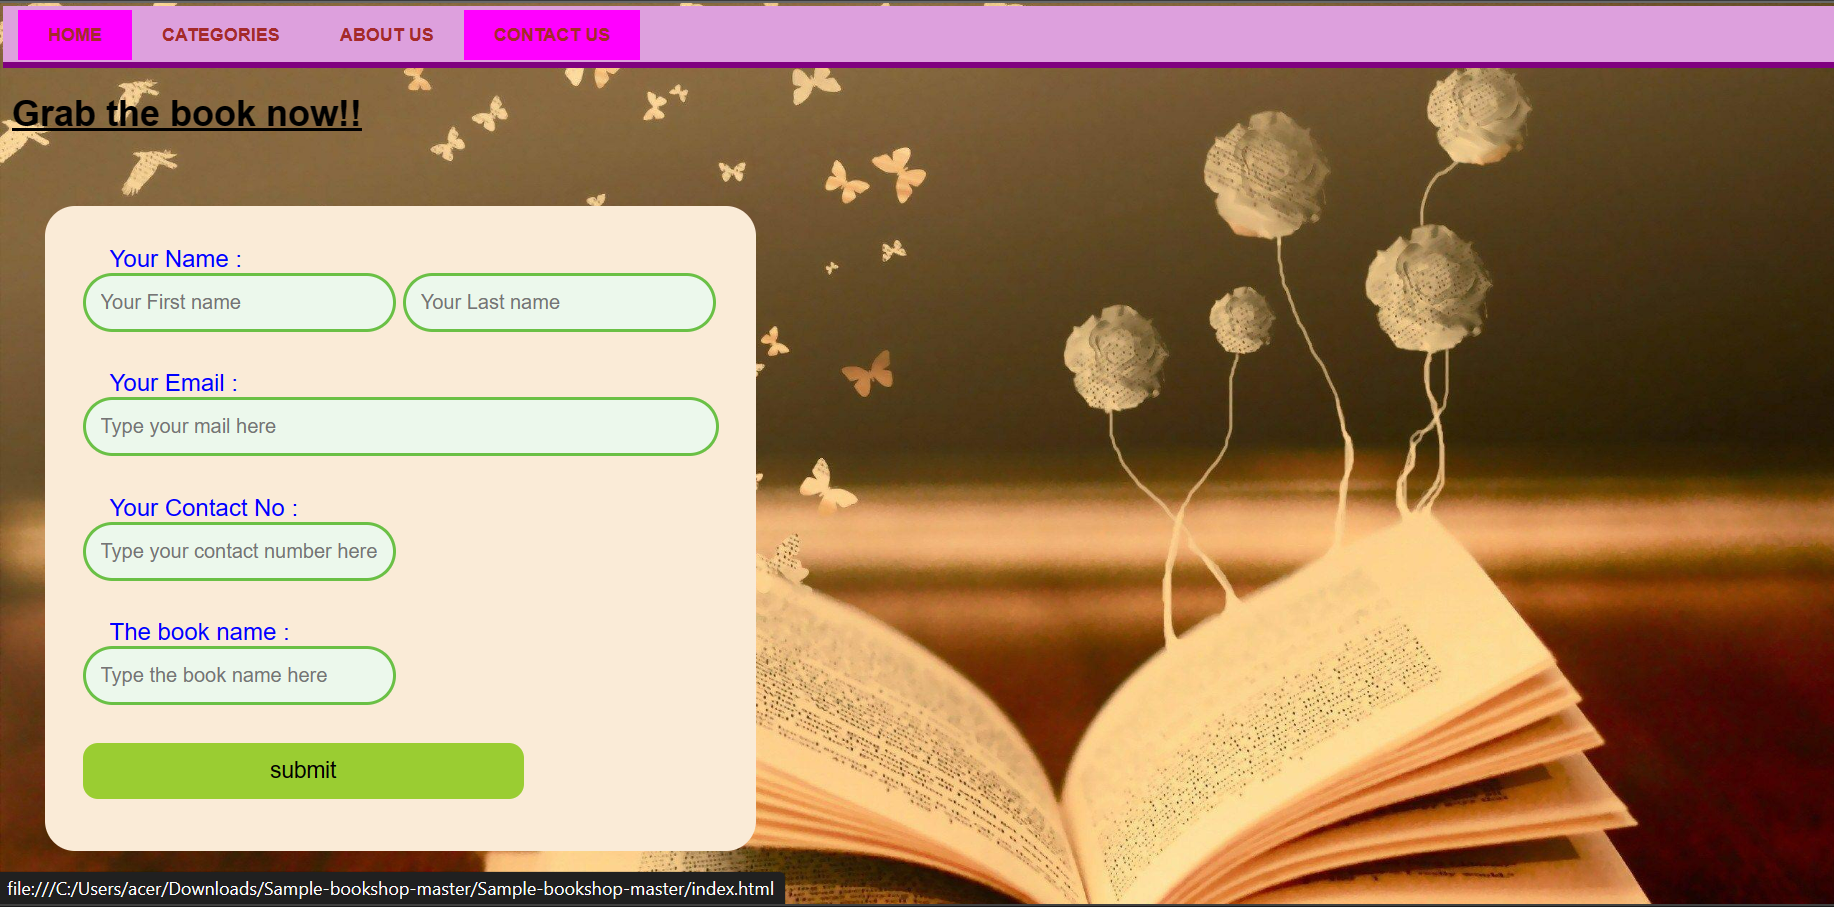 HOME CATEGORIES ABOUT US CONTACT US
Grab the book now!!
Your Name :
Your First name Your Last name
Your Email :
Type your mail here
Your Contact No :
Type your contact number here
The book name :
Type the book name here
submit
file:///C:/Users/acer/Downloads/Sample-bookshop-master/Sample-bookshop-master/index.html